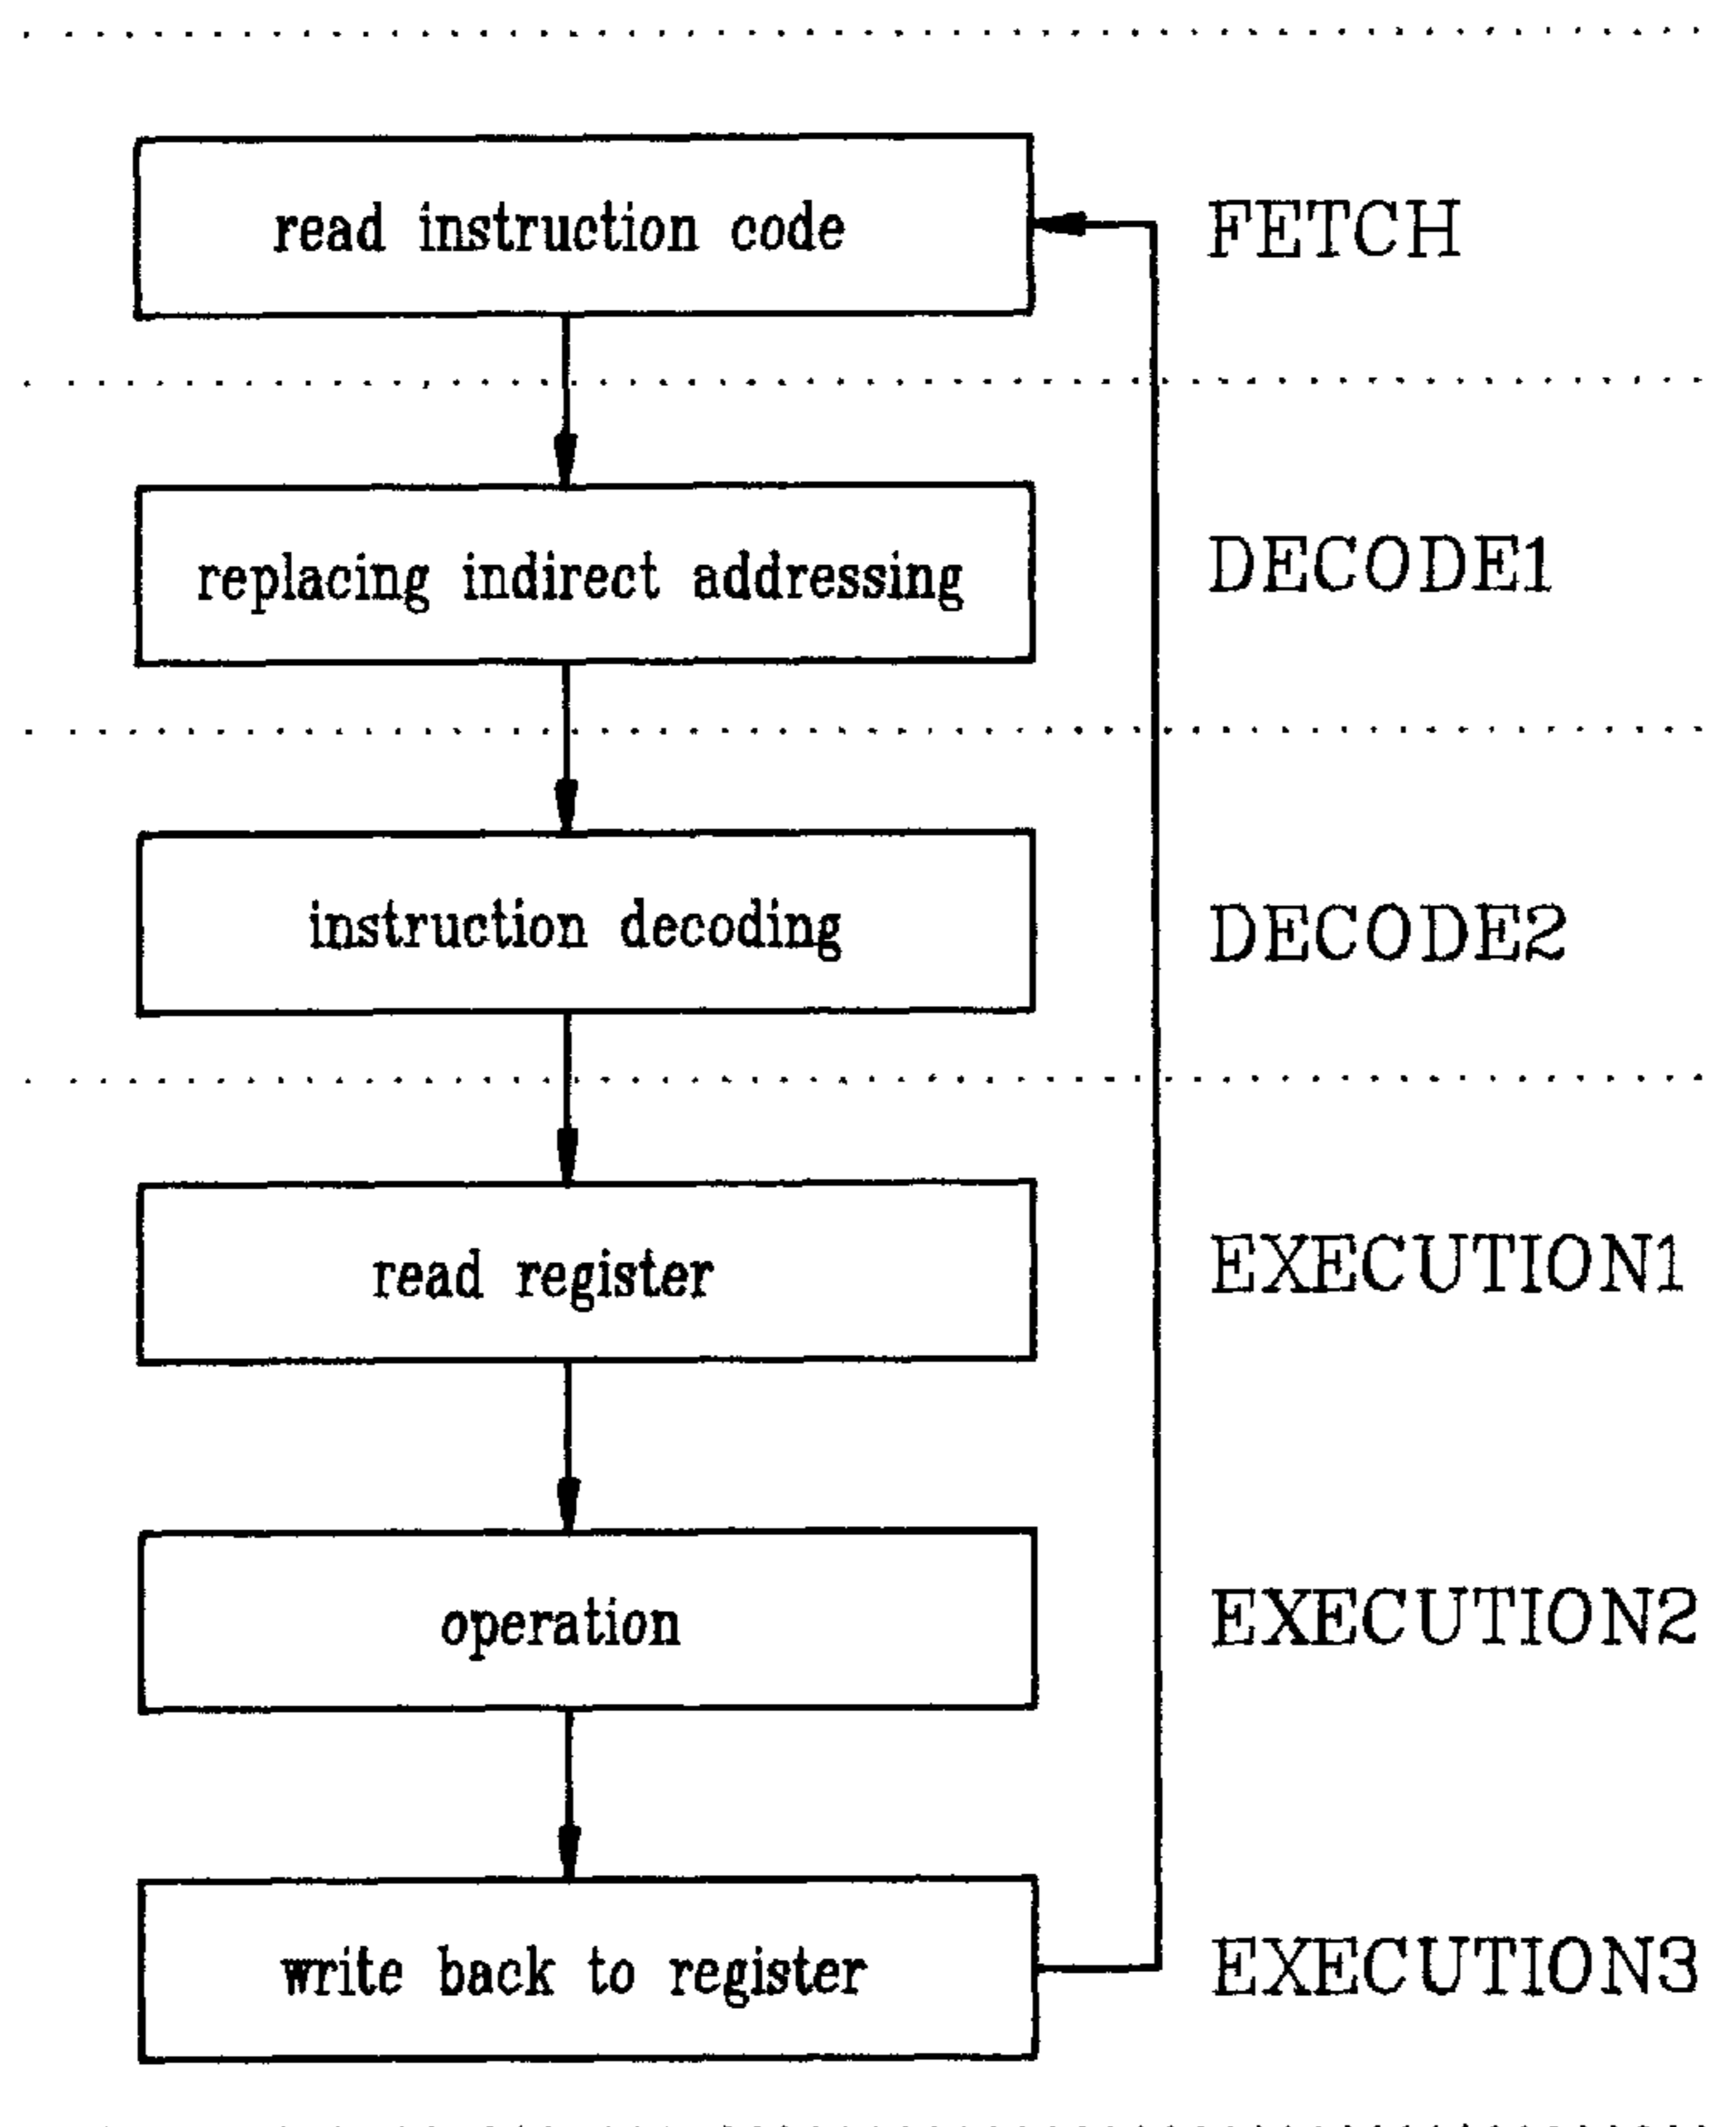 read instruction code
FETCH
replacing indirect addressing
DECODE1
instruction decoding
DECODE2
read register
EXECUTION1
operation
EXECUTION2
write back to register
EXECUTION3